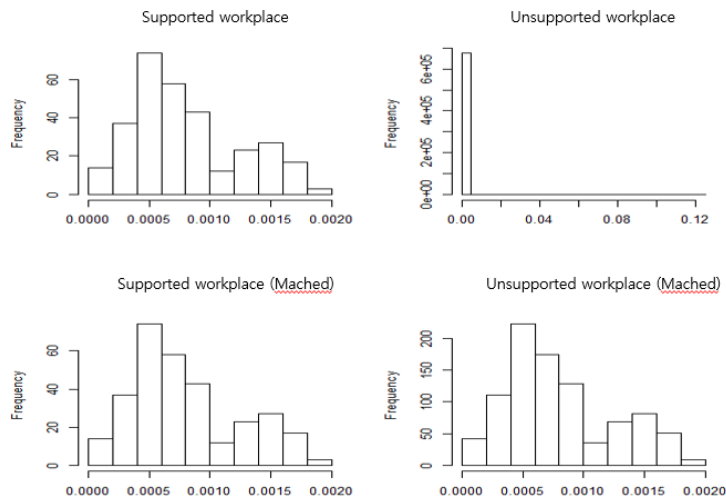 Supported workplace
Unsupported workplace
Frequency
0 20 40 60
0.0000 0.0005 0.0010 0.0015 0.0020
Frequency
0e+00 2e+05 4e+05 6e+05
0.00 0.04 0.08 0.12
Supported workplace (Mached)
Unsupported workplace (Mached)
Frequency
0 20 40 60
0.0000 0.0005 0.0010 0.0015 0.0020
Frequency
0 50 100 150 200
0.0000 0.0005 0.0010 0.0015 0.0020